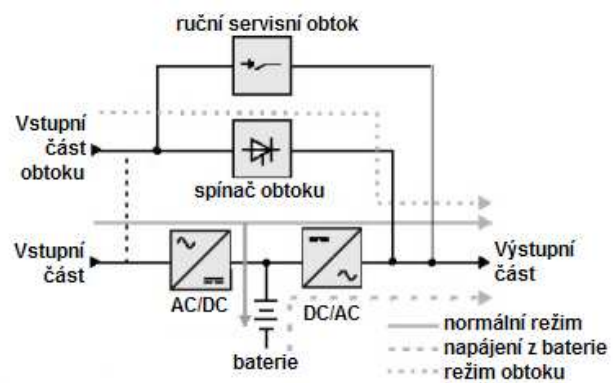 ruční servisní obtok
Vstupní
část
obtoku
spínač obtoku
Vstupní
část
AC/DC
DC/AC
Výstupní
část
baterie
normální režim
napájení z baterie
režim obtoku